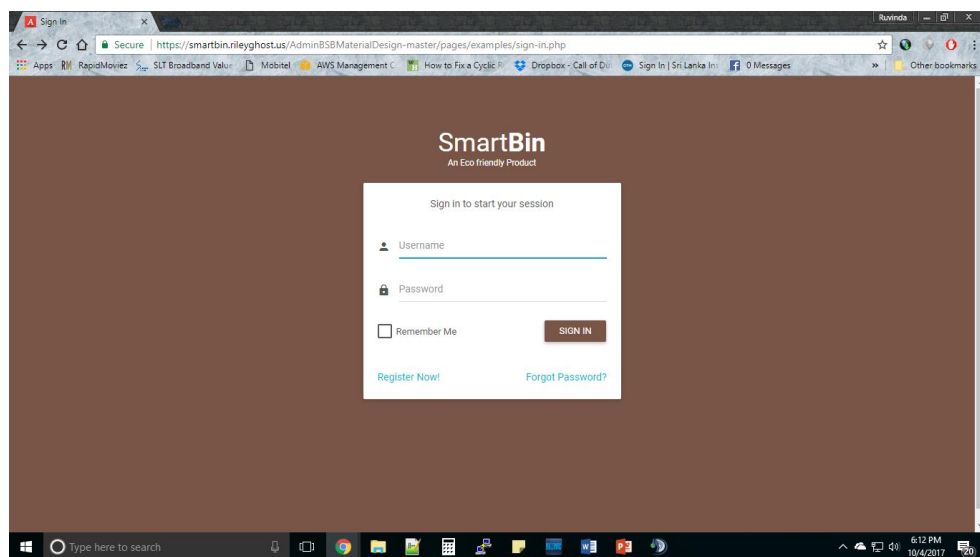 Sign In
Ruvinda
Secure | https://smartbin.rileyghost.us/AdminBSBMaterialDesign-master/pages/examples/sign-in.php
Apps RapidMoviez SLT Broadband Value Mobitel AWS Management C How to Fix a Cyclic R Dropbox - Call of Du Sign In | Sri Lanka In 0 Messages » Other bookmarks
SmartBin
An Eco friendly Product
Sign in to start your session
Username
Password
Remember Me SIGN IN
Register Now! Forgot Password?
Type here to search
6:12 PM
10/4/2017